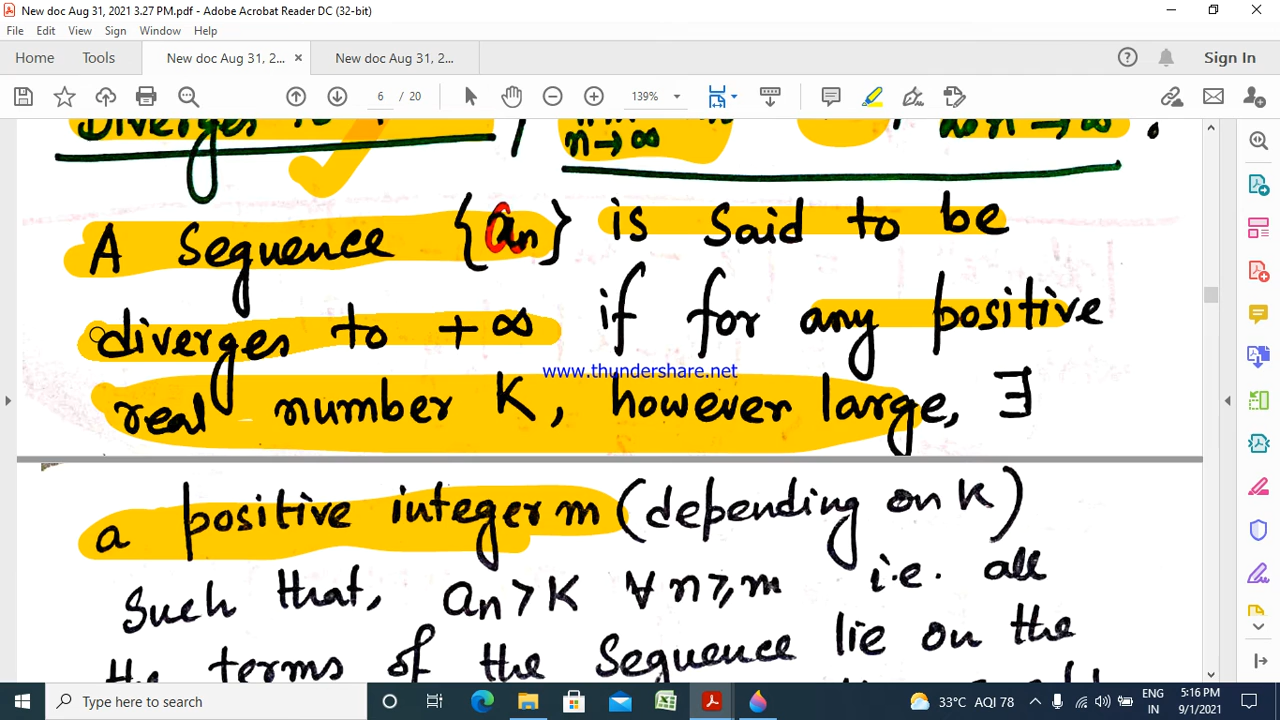 New doc Aug 31, 2021 3.27 PM.pdf - Adobe Acrobat Reader DC (32-bit)
File Edit View Sign Window Help
Home Tools New doc Aug 31, 2... × New doc Aug 31, 2... Sign In
6 / 20 139%
Diverges
n→∞ n→∞
A Sequence {an} is said to be
diverges to +∞ if for any positive
www.thundershare.net
real number K, however large, ∃
a positive integer m (depending on K)
Such that, an > K ∀ n ≥ m i.e. all
the terms of the Sequence lie on the
Type here to search
33°C AQI 78
ENG
IN
5:16 PM
9/1/2021